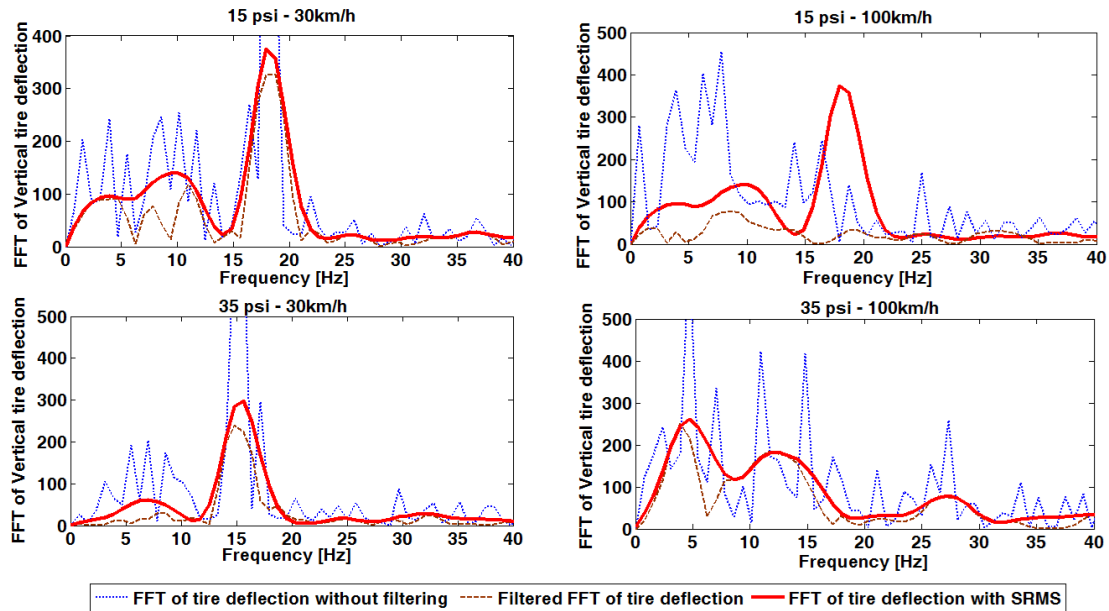 15 psi - 30km/h
FFT of Vertical tire deflection
400
300
200
100
0
0 5 10 15 20 25 30 35 40
Frequency [Hz]
15 psi - 100km/h
FFT of Vertical tire deflection
500
400
300
200
100
0
0 5 10 15 20 25 30 35 40
Frequency [Hz]
35 psi - 30km/h
FFT of Vertical tire deflection
500
400
300
200
100
0
0 5 10 15 20 25 30 35 40
Frequency [Hz]
35 psi - 100km/h
FFT of Vertical tire deflection
500
400
300
200
100
0
0 5 10 15 20 25 30 35 40
Frequency [Hz]
FFT of tire deflection without filtering Filtered FFT of tire deflection FFT of tire deflection with SRMS